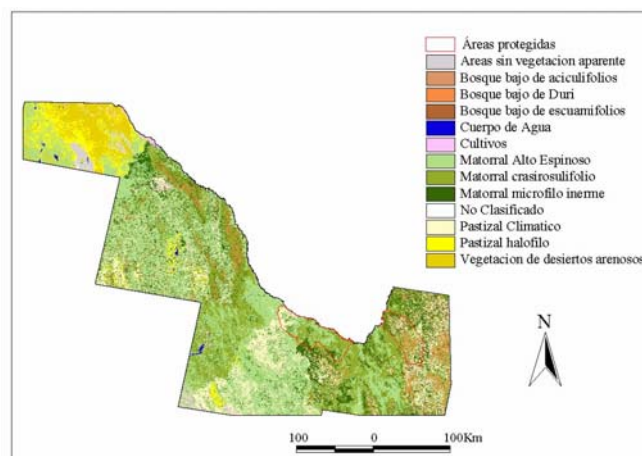 Áreas protegidas
Areas sin vegetacion aparente
Bosque bajo de aciculifolios
Bosque bajo de Duri
Bosque bajo de escuamifolios
Cuerpo de Agua
Cultivos
Matorral Alto Espinoso
Matorral crasirosulifolio
Matorral microfilo inerme
No Clasificado
Pastizal Climatico
Pastizal halofilo
Vegetacion de desiertos arenosos
N
100 0 100Km